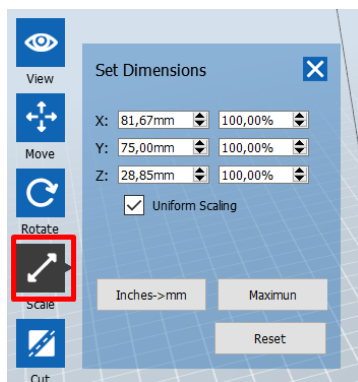 View
Move
Rotate
Scale
Cut
Set Dimensions
X: 81,67mm 100,00%
Y: 75,00mm 100,00%
Z: 28,85mm 100,00%
Uniform Scaling
Inches->mm Maximun
Reset